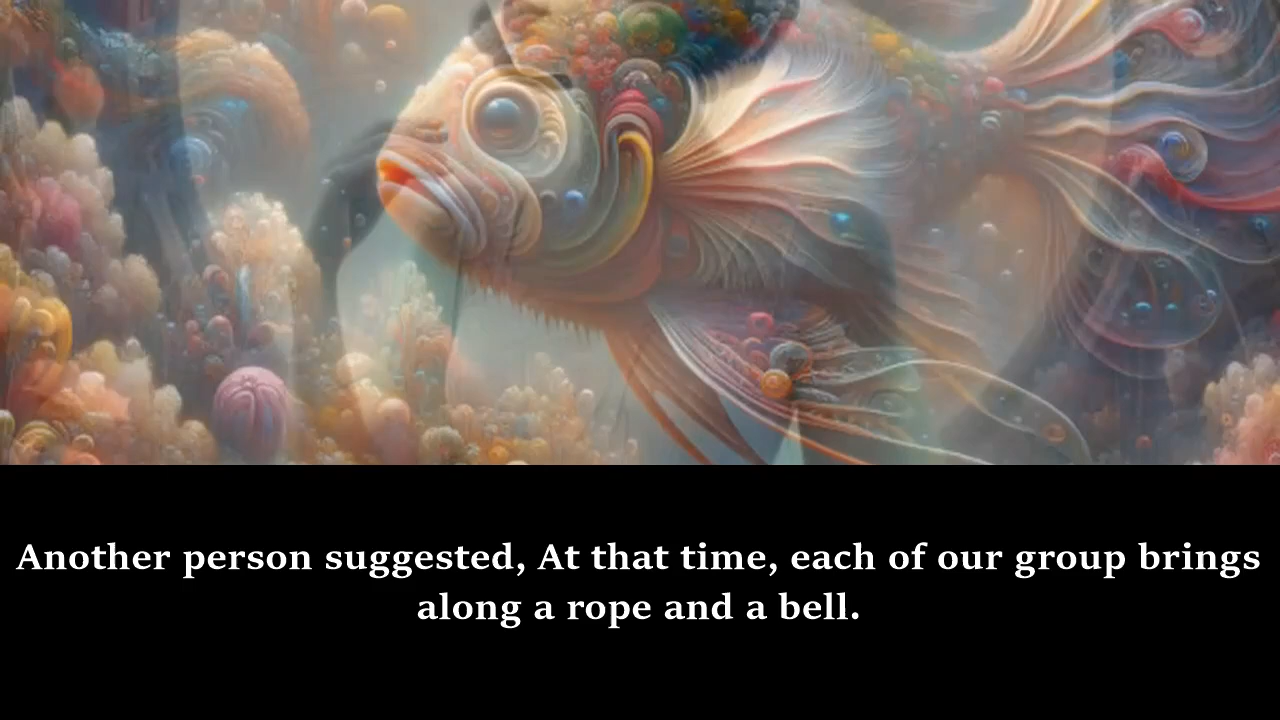 Another person suggested, At that time, each of our group brings
along a rope and a bell.